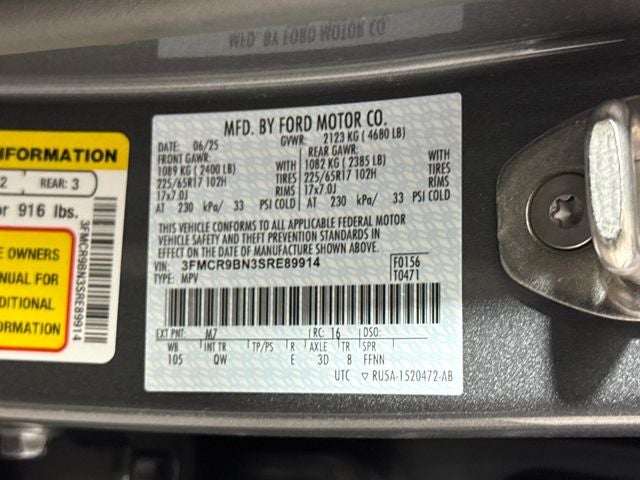 MFD. BY FORD MOTOR CO.
MFD. BY FORD MOTOR CO.
DATE: 06/25 GVWR: 2123 KG (4680 LB)
FRONT GAWR: REAR GAWR:
1089 KG (2400 LB) WITH 1082 KG (2385 LB) WITH
225/65R17 102H TIRES 225/65R17 102H TIRES
17x7.0J RIMS 17x7.0J RIMS
AT 230 kPa/ 33 PSI COLD AT 230 kPa/ 33 PSI COLD
THIS VEHICLE CONFORMS TO ALL APPLICABLE FEDERAL MOTOR
VEHICLE SAFETY AND THEFT PREVENTION STANDARDS IN
EFFECT ON THE DATE OF MANUFACTURE SHOWN ABOVE.
VIN: 3FMCR9BN3SRE89914 F0156
TYPE: MPV T0471
EXT PNT: M7 RC: 16 DSO:
WB INT TR TP/PS R AXLE TR SPR
105 QW E 3D 8 FFNN
UTC ▽ RU5A-1520472-AB
INFORMATION
2 REAR: 3
or 916 lbs.
E OWNERS
ANUAL FOR
DDITIONAL
FORMATION
3FMCR9BN3SRE89914